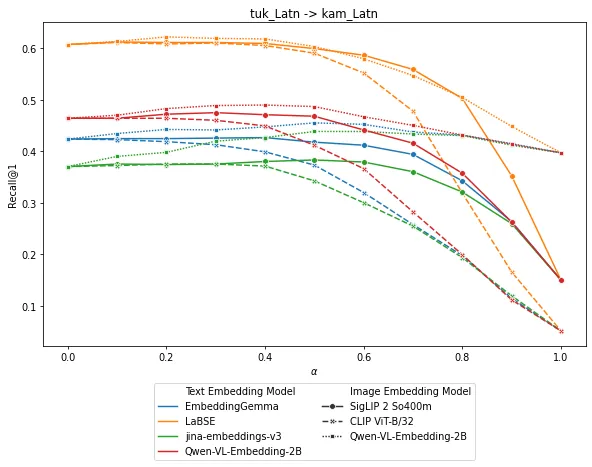 tuk_Latn -> kam_Latn
Recall@1
0.6
0.5
0.4
0.3
0.2
0.1
0.0 0.2 0.4 0.6 0.8 1.0
α
Text Embedding Model Image Embedding Model
EmbeddingGemma SigLIP 2 So400m
LaBSE CLIP ViT-B/32
jina-embeddings-v3 Qwen-VL-Embedding-2B
Qwen-VL-Embedding-2B